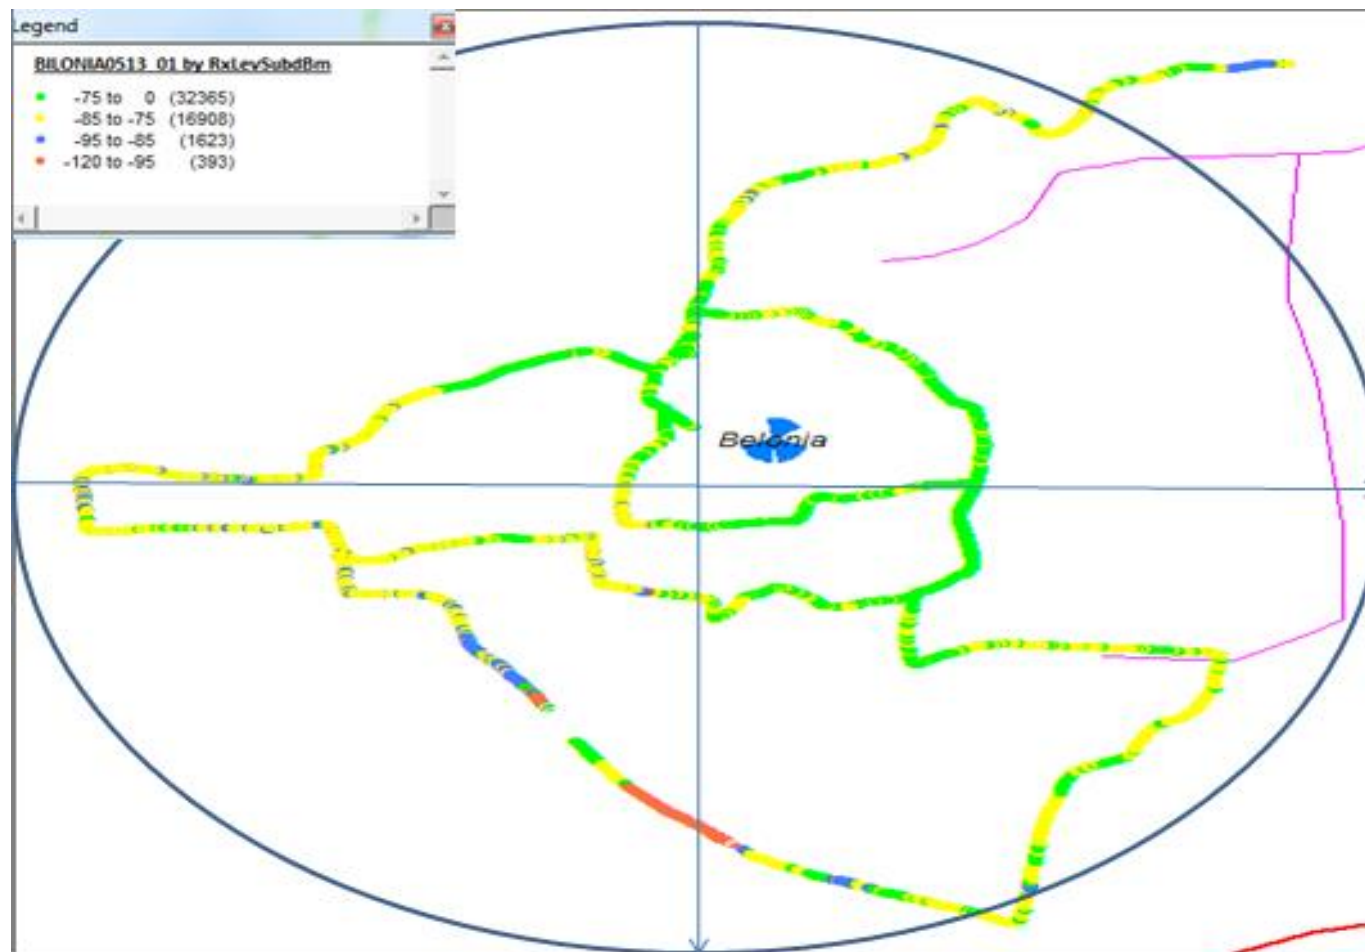 Legend
BILONIA0513_01 by RxLevSubdBm
-75 to 0 (32365)
-85 to -75 (16908)
-95 to -85 (1623)
-120 to -95 (393)
Belonia